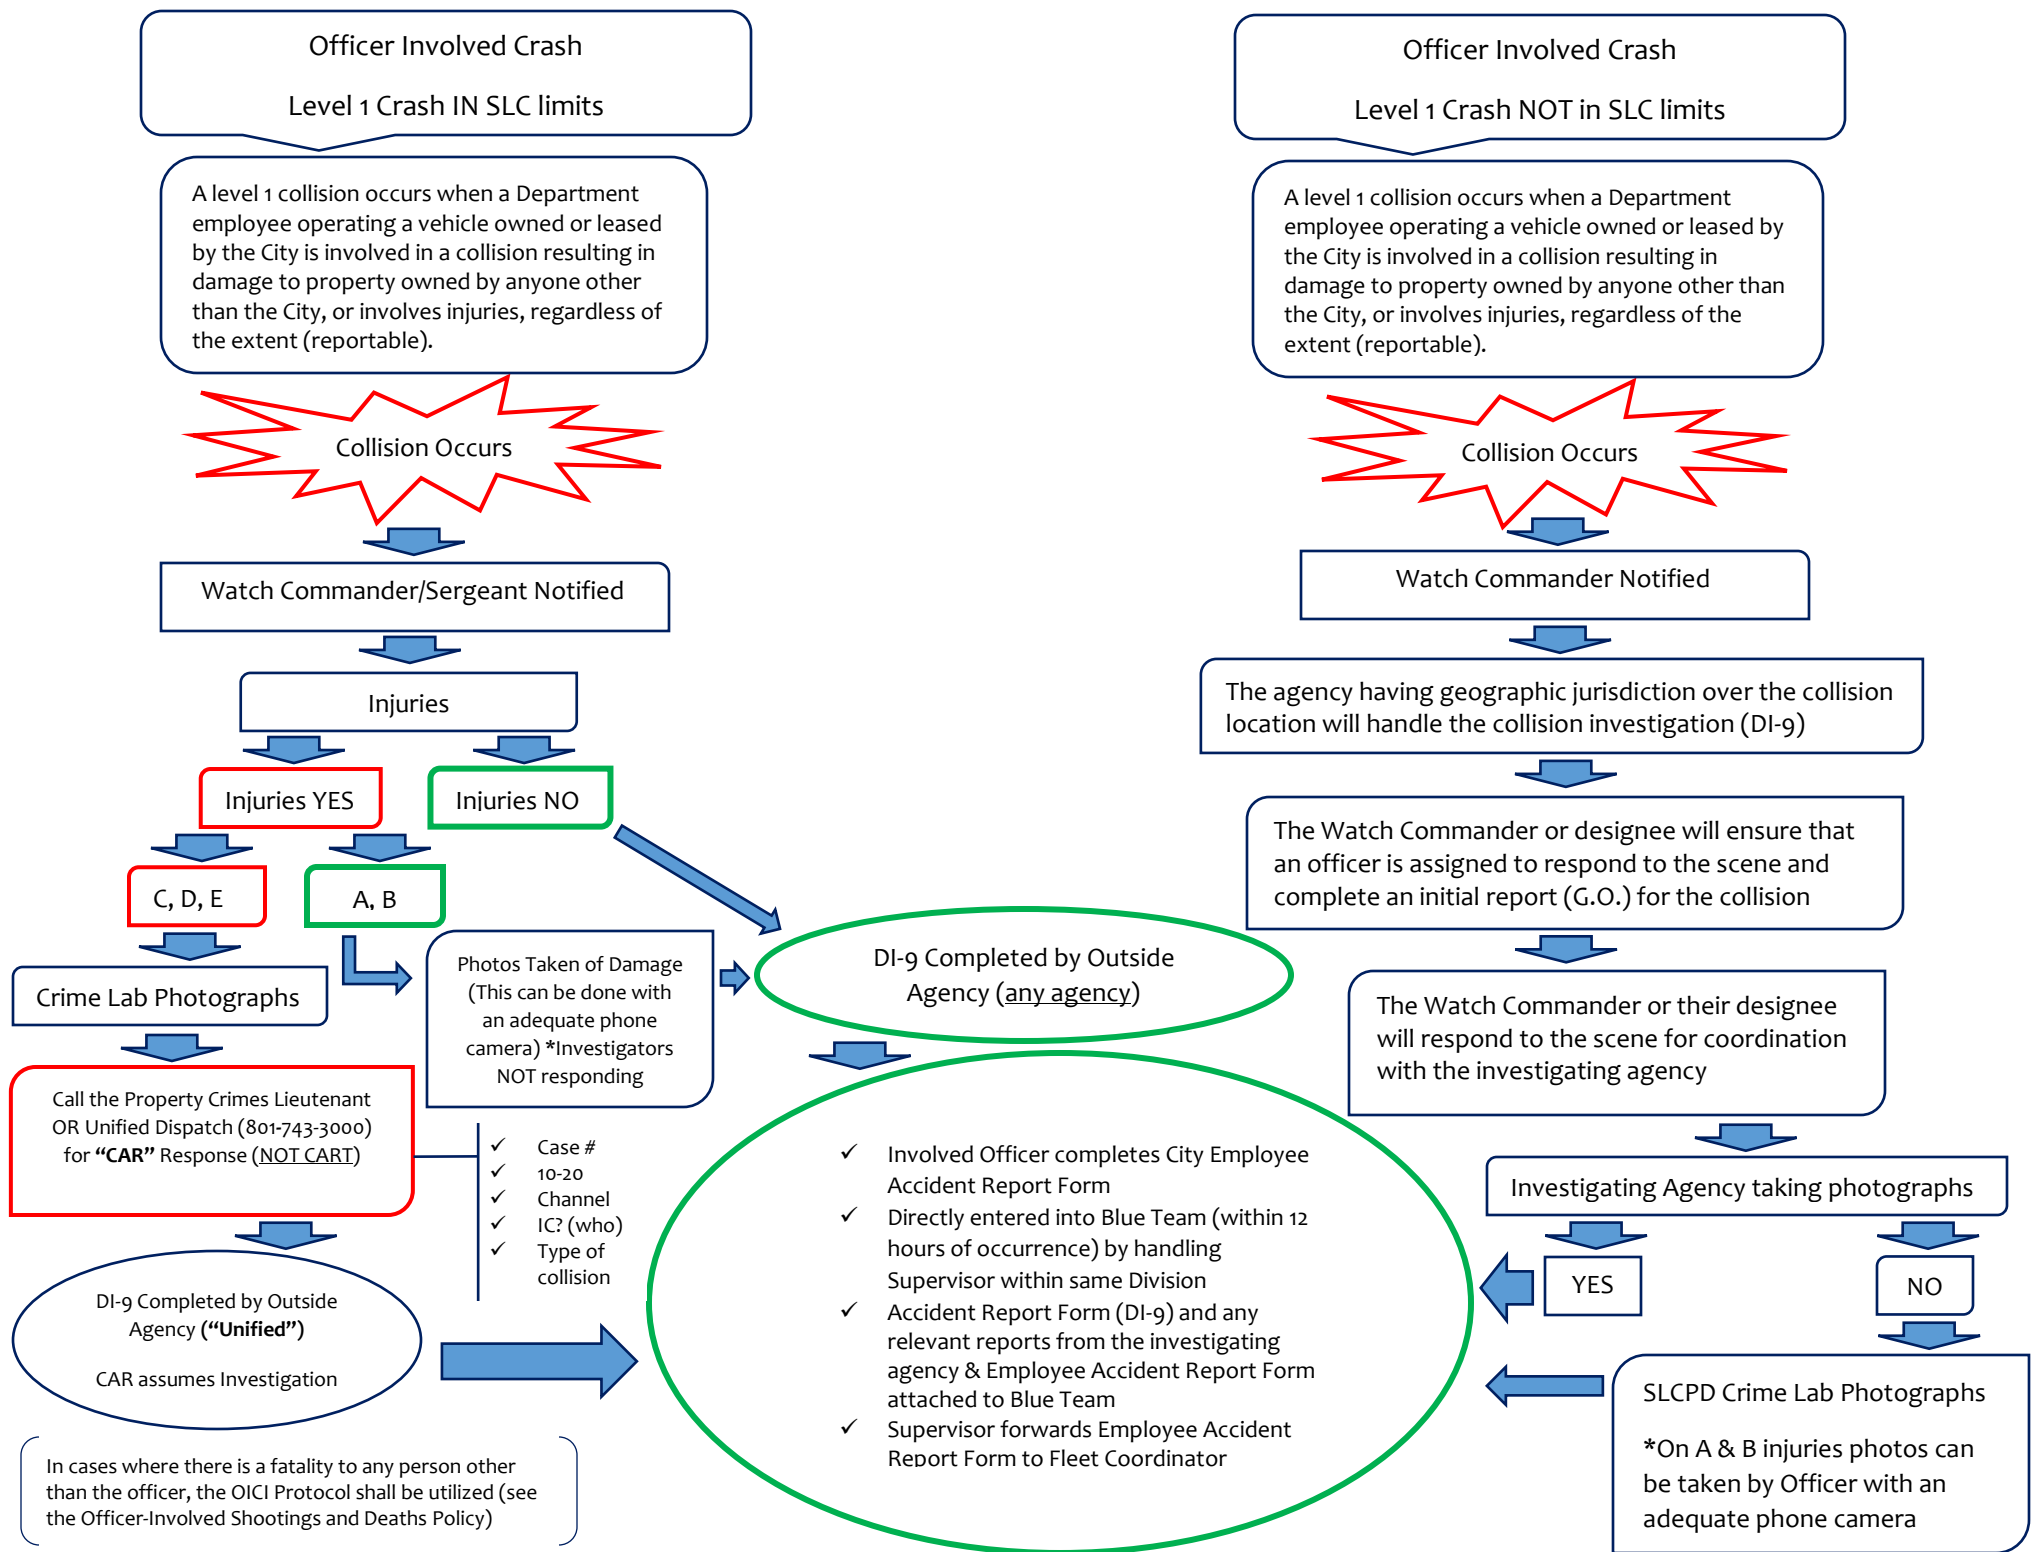 Officer Involved Crash
Level 1 Crash IN SLC limits
A level 1 collision occurs when a Department
employee operating a vehicle owned or leased
by the City is involved in a collision resulting in
damage to property owned by anyone other
than the City, or involves injuries, regardless of
the extent (reportable).
Collision Occurs
Watch Commander/Sergeant Notified
Injuries
Injuries YES
Injuries NO
C, D, E
A, B
Crime Lab Photographs
Photos Taken of Damage
(This can be done with
an adequate phone
camera) *Investigators
NOT responding
Call the Property Crimes Lieutenant
OR Unified Dispatch (801-743-3000)
for “CAR” Response (NOT CART)
✓ Case #
✓ 10-20
✓ Channel
✓ IC? (who)
✓ Type of
collision
DI-9 Completed by Outside
Agency (“Unified”)
CAR assumes Investigation
In cases where there is a fatality to any person other
than the officer, the OICI Protocol shall be utilized (see
the Officer-Involved Shootings and Deaths Policy)
DI-9 Completed by Outside
Agency (any agency)
✓ Involved Officer completes City Employee
Accident Report Form
✓ Directly entered into Blue Team (within 12
hours of occurrence) by handling
Supervisor within same Division
✓ Accident Report Form (DI-9) and any
relevant reports from the investigating
agency & Employee Accident Report Form
attached to Blue Team
✓ Supervisor forwards Employee Accident
Report Form to Fleet Coordinator
Officer Involved Crash
Level 1 Crash NOT in SLC limits
A level 1 collision occurs when a Department
employee operating a vehicle owned or leased by
the City is involved in a collision resulting in
damage to property owned by anyone other than
the City, or involves injuries, regardless of the
extent (reportable).
Collision Occurs
Watch Commander Notified
The agency having geographic jurisdiction over the collision
location will handle the collision investigation (DI-9)
The Watch Commander or designee will ensure that
an officer is assigned to respond to the scene and
complete an initial report (G.O.) for the collision
The Watch Commander or their designee
will respond to the scene for coordination
with the investigating agency
Investigating Agency taking photographs
YES
NO
SLCPD Crime Lab Photographs
*On A & B injuries photos can
be taken by Officer with an
adequate phone camera